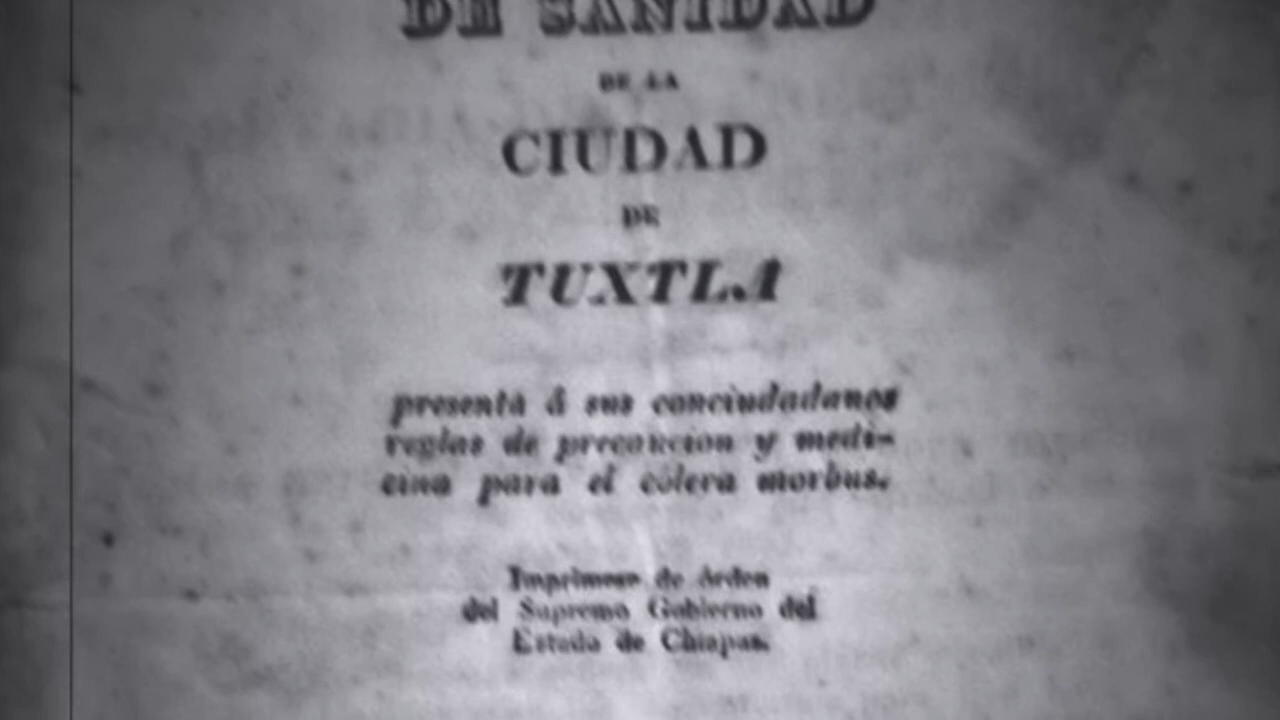 DE SANIDAD
DE LA
CIUDAD
DE
TUXTLA
presenta á sus conciudadanos
reglas de precaucion y medi-
cina para el cólera morbus.
Imprimese de órden
del Supremo Gobierno del
Estado de Chiapas.